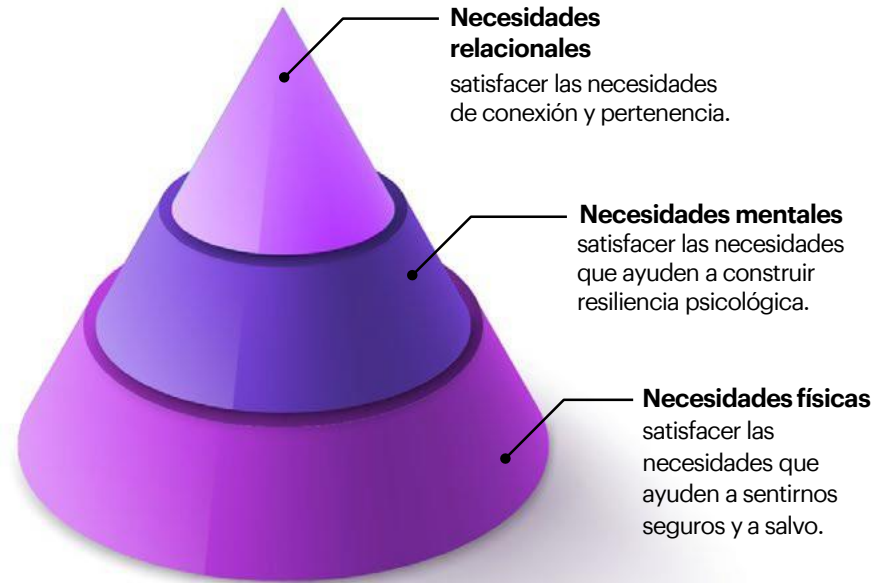 Necesidades
relacionales
satisfacer las necesidades
de conexión y pertenencia.
Necesidades mentales
satisfacer las necesidades
que ayuden a construir
resiliencia psicológica.
Necesidades físicas
satisfacer las
necesidades que
ayuden a sentirnos
seguros y a salvo.